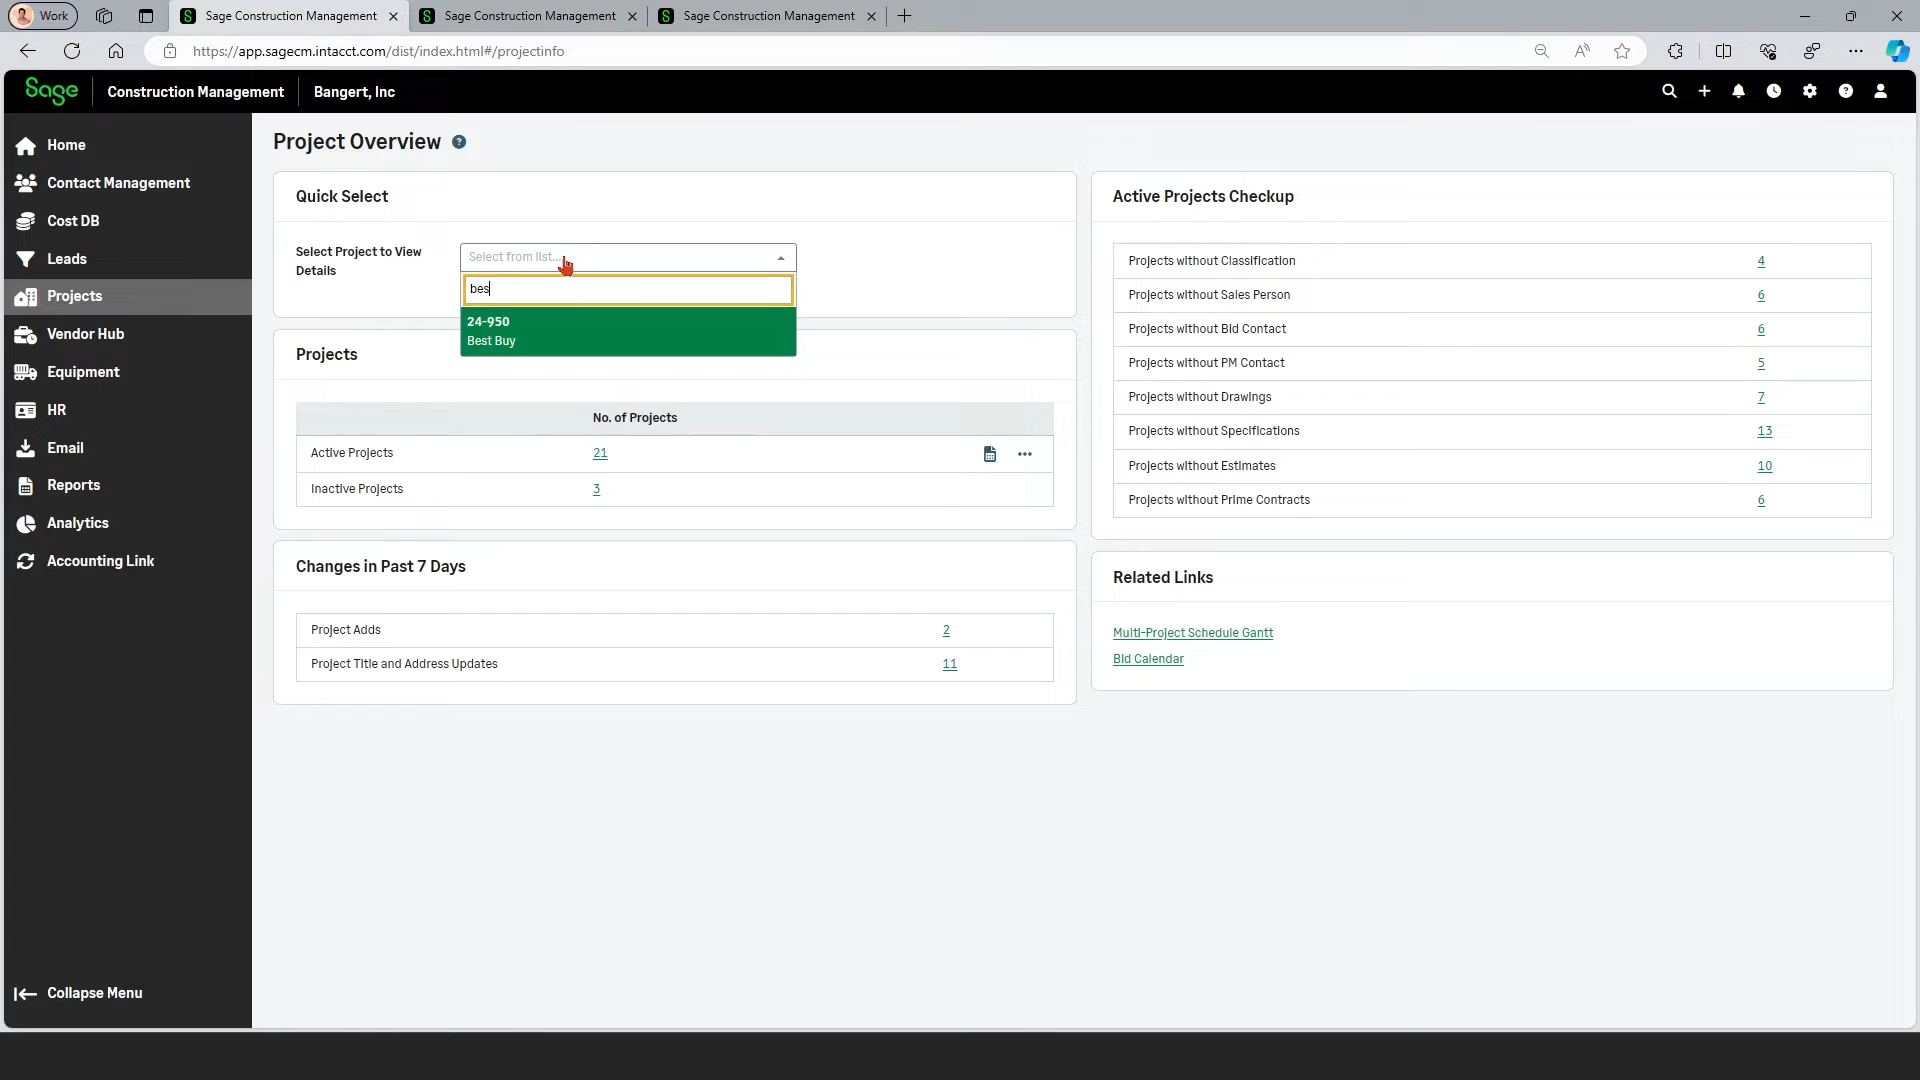 Work
Sage Construction Management
Sage Construction Management
Sage Construction Management
https://app.sagecm.intacct.com/dist/index.html#/projectinfo
Sage
Construction Management
Bangert, Inc
Home
Contact Management
Cost DB
Leads
Projects
Vendor Hub
Equipment
HR
Email
Reports
Analytics
Accounting Link
Collapse Menu
Project Overview ?
Quick Select
Select Project to View
Details
Select from list...
bes
24-950
Best Buy
Projects
No. of Projects
Active Projects 21
Inactive Projects 3
Changes in Past 7 Days
Project Adds 2
Project Title and Address Updates 11
Active Projects Checkup
Projects without Classification 4
Projects without Sales Person 6
Projects without Bid Contact 6
Projects without PM Contact 5
Projects without Drawings 7
Projects without Specifications 13
Projects without Estimates 10
Projects without Prime Contracts 6
Related Links
Multi-Project Schedule Gantt
Bid Calendar